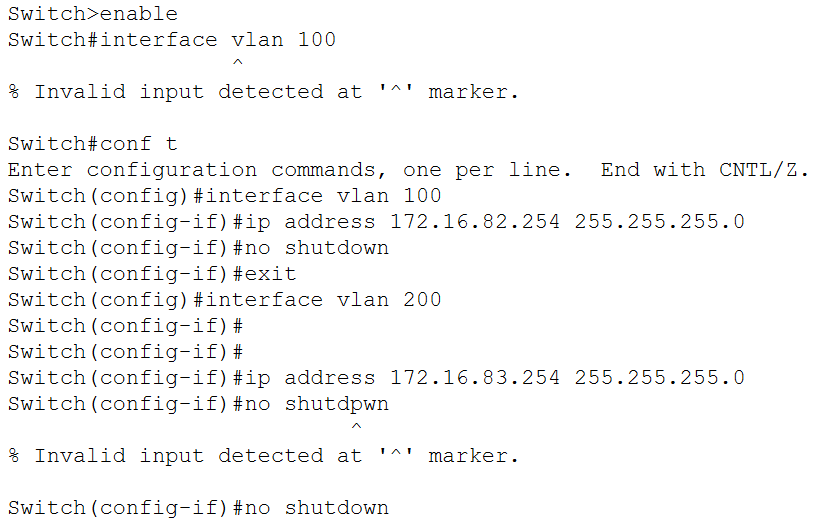 Switch>enable
Switch#interface vlan 100
^
% Invalid input detected at '^' marker.
Switch#conf t
Enter configuration commands, one per line.  End with CNTL/Z.
Switch(config)#interface vlan 100
Switch(config-if)#ip address 172.16.82.254 255.255.255.0
Switch(config-if)#no shutdown
Switch(config-if)#exit
Switch(config)#interface vlan 200
Switch(config-if)#
Switch(config-if)#
Switch(config-if)#ip address 172.16.83.254 255.255.255.0
Switch(config-if)#no shutdpwn
^
% Invalid input detected at '^' marker.
Switch(config-if)#no shutdown